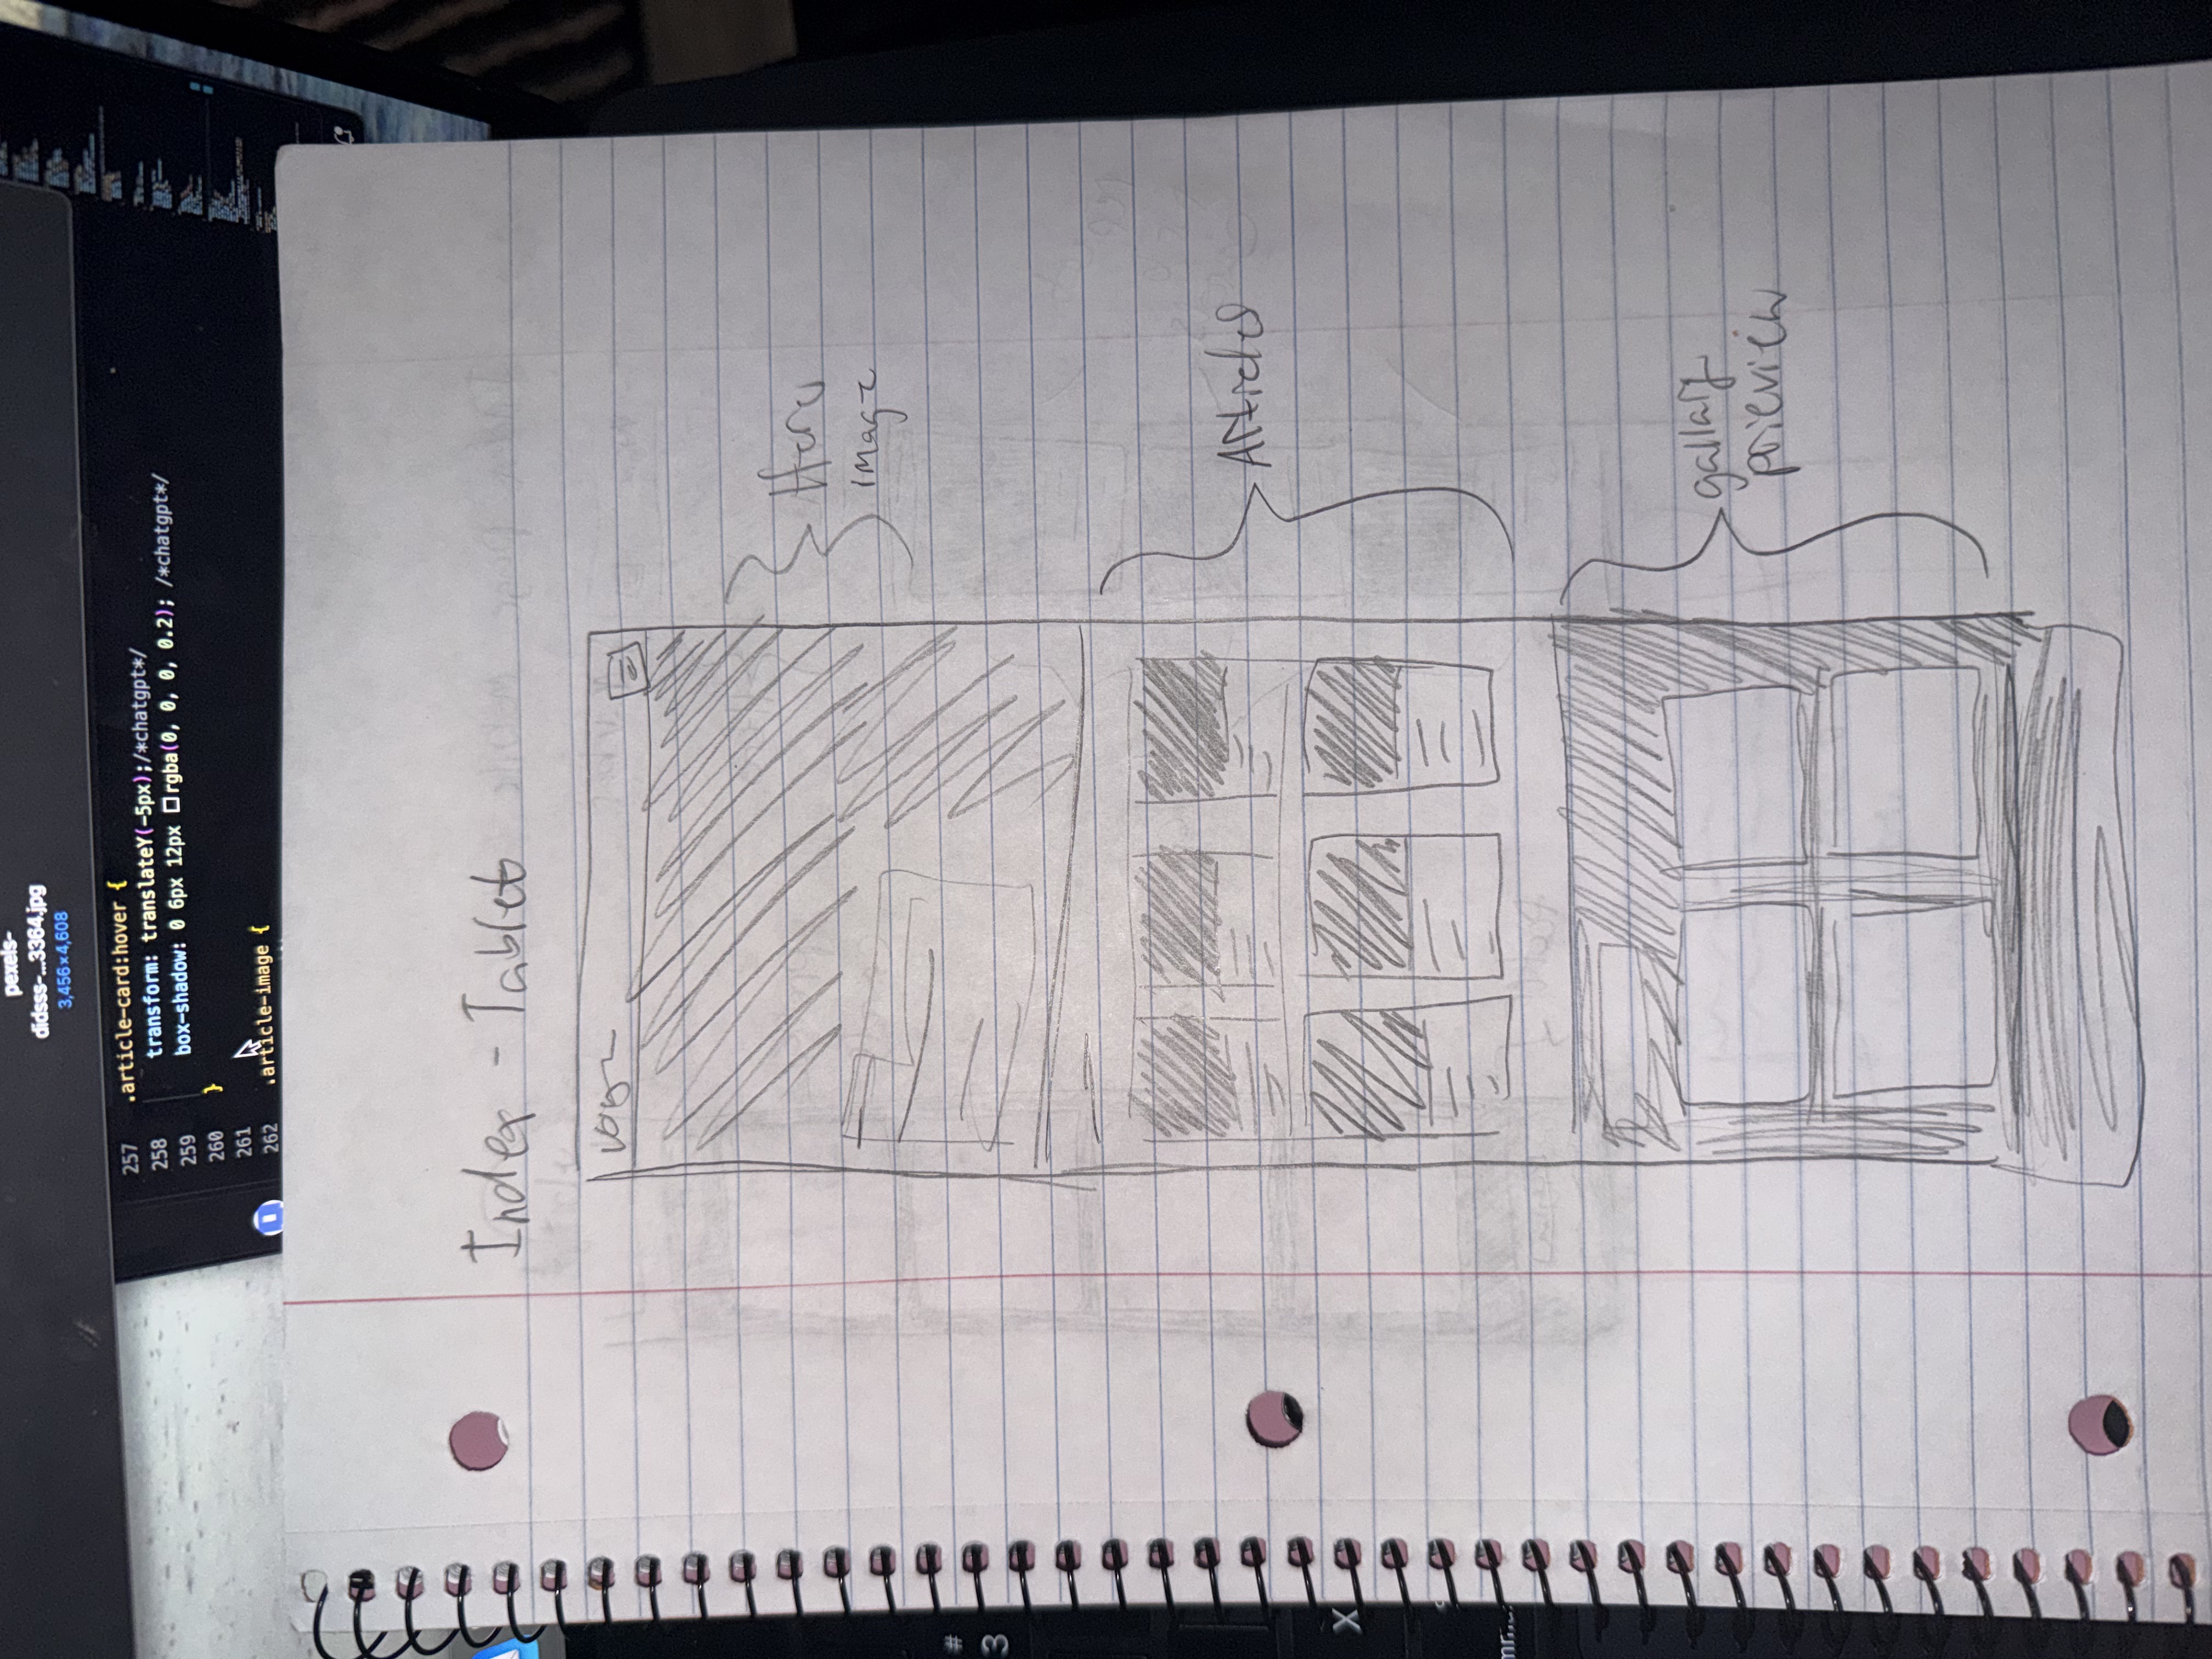 pexels-
didsss-...3364.jpg
3,456×4,608
257 .article-card:hover {
258 transform: translateY(-5px);/*chatgpt*/
259 box-shadow: 0 6px 12px rgba(0, 0, 0, 0.2); /*chatgpt*/
260 }
261
262 .article-image {
Index - Tablet
Hero
image
#
3
Articles
X
gallary
prieview